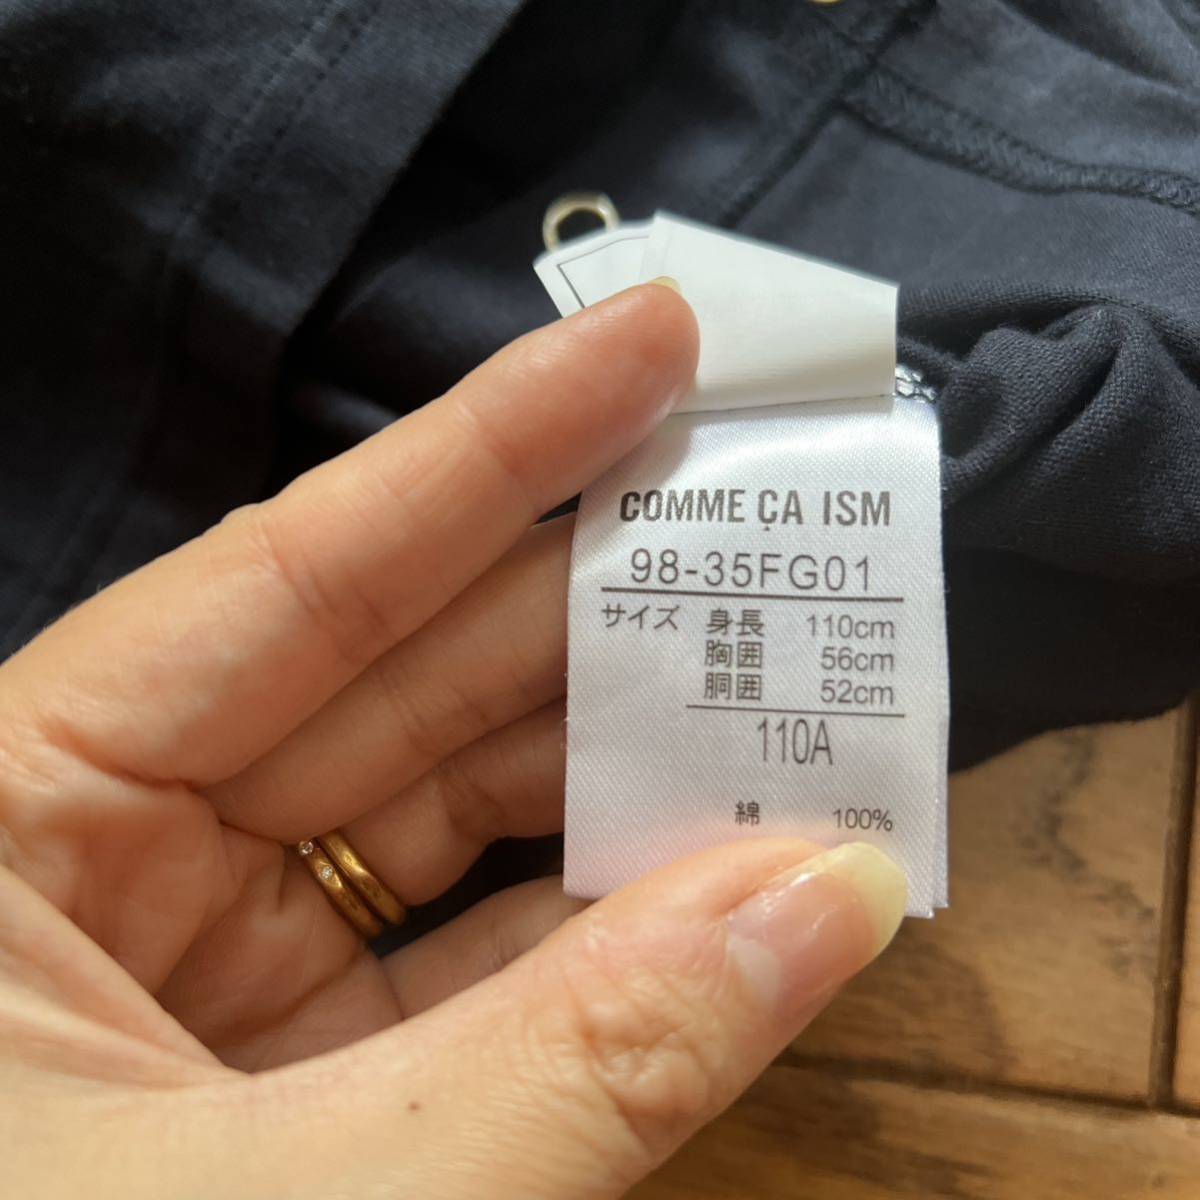 COMME ÇA ISM
98-35FG01
サイズ 身長 110cm
胸囲 56cm
胴囲 52cm
110A
綿 100%